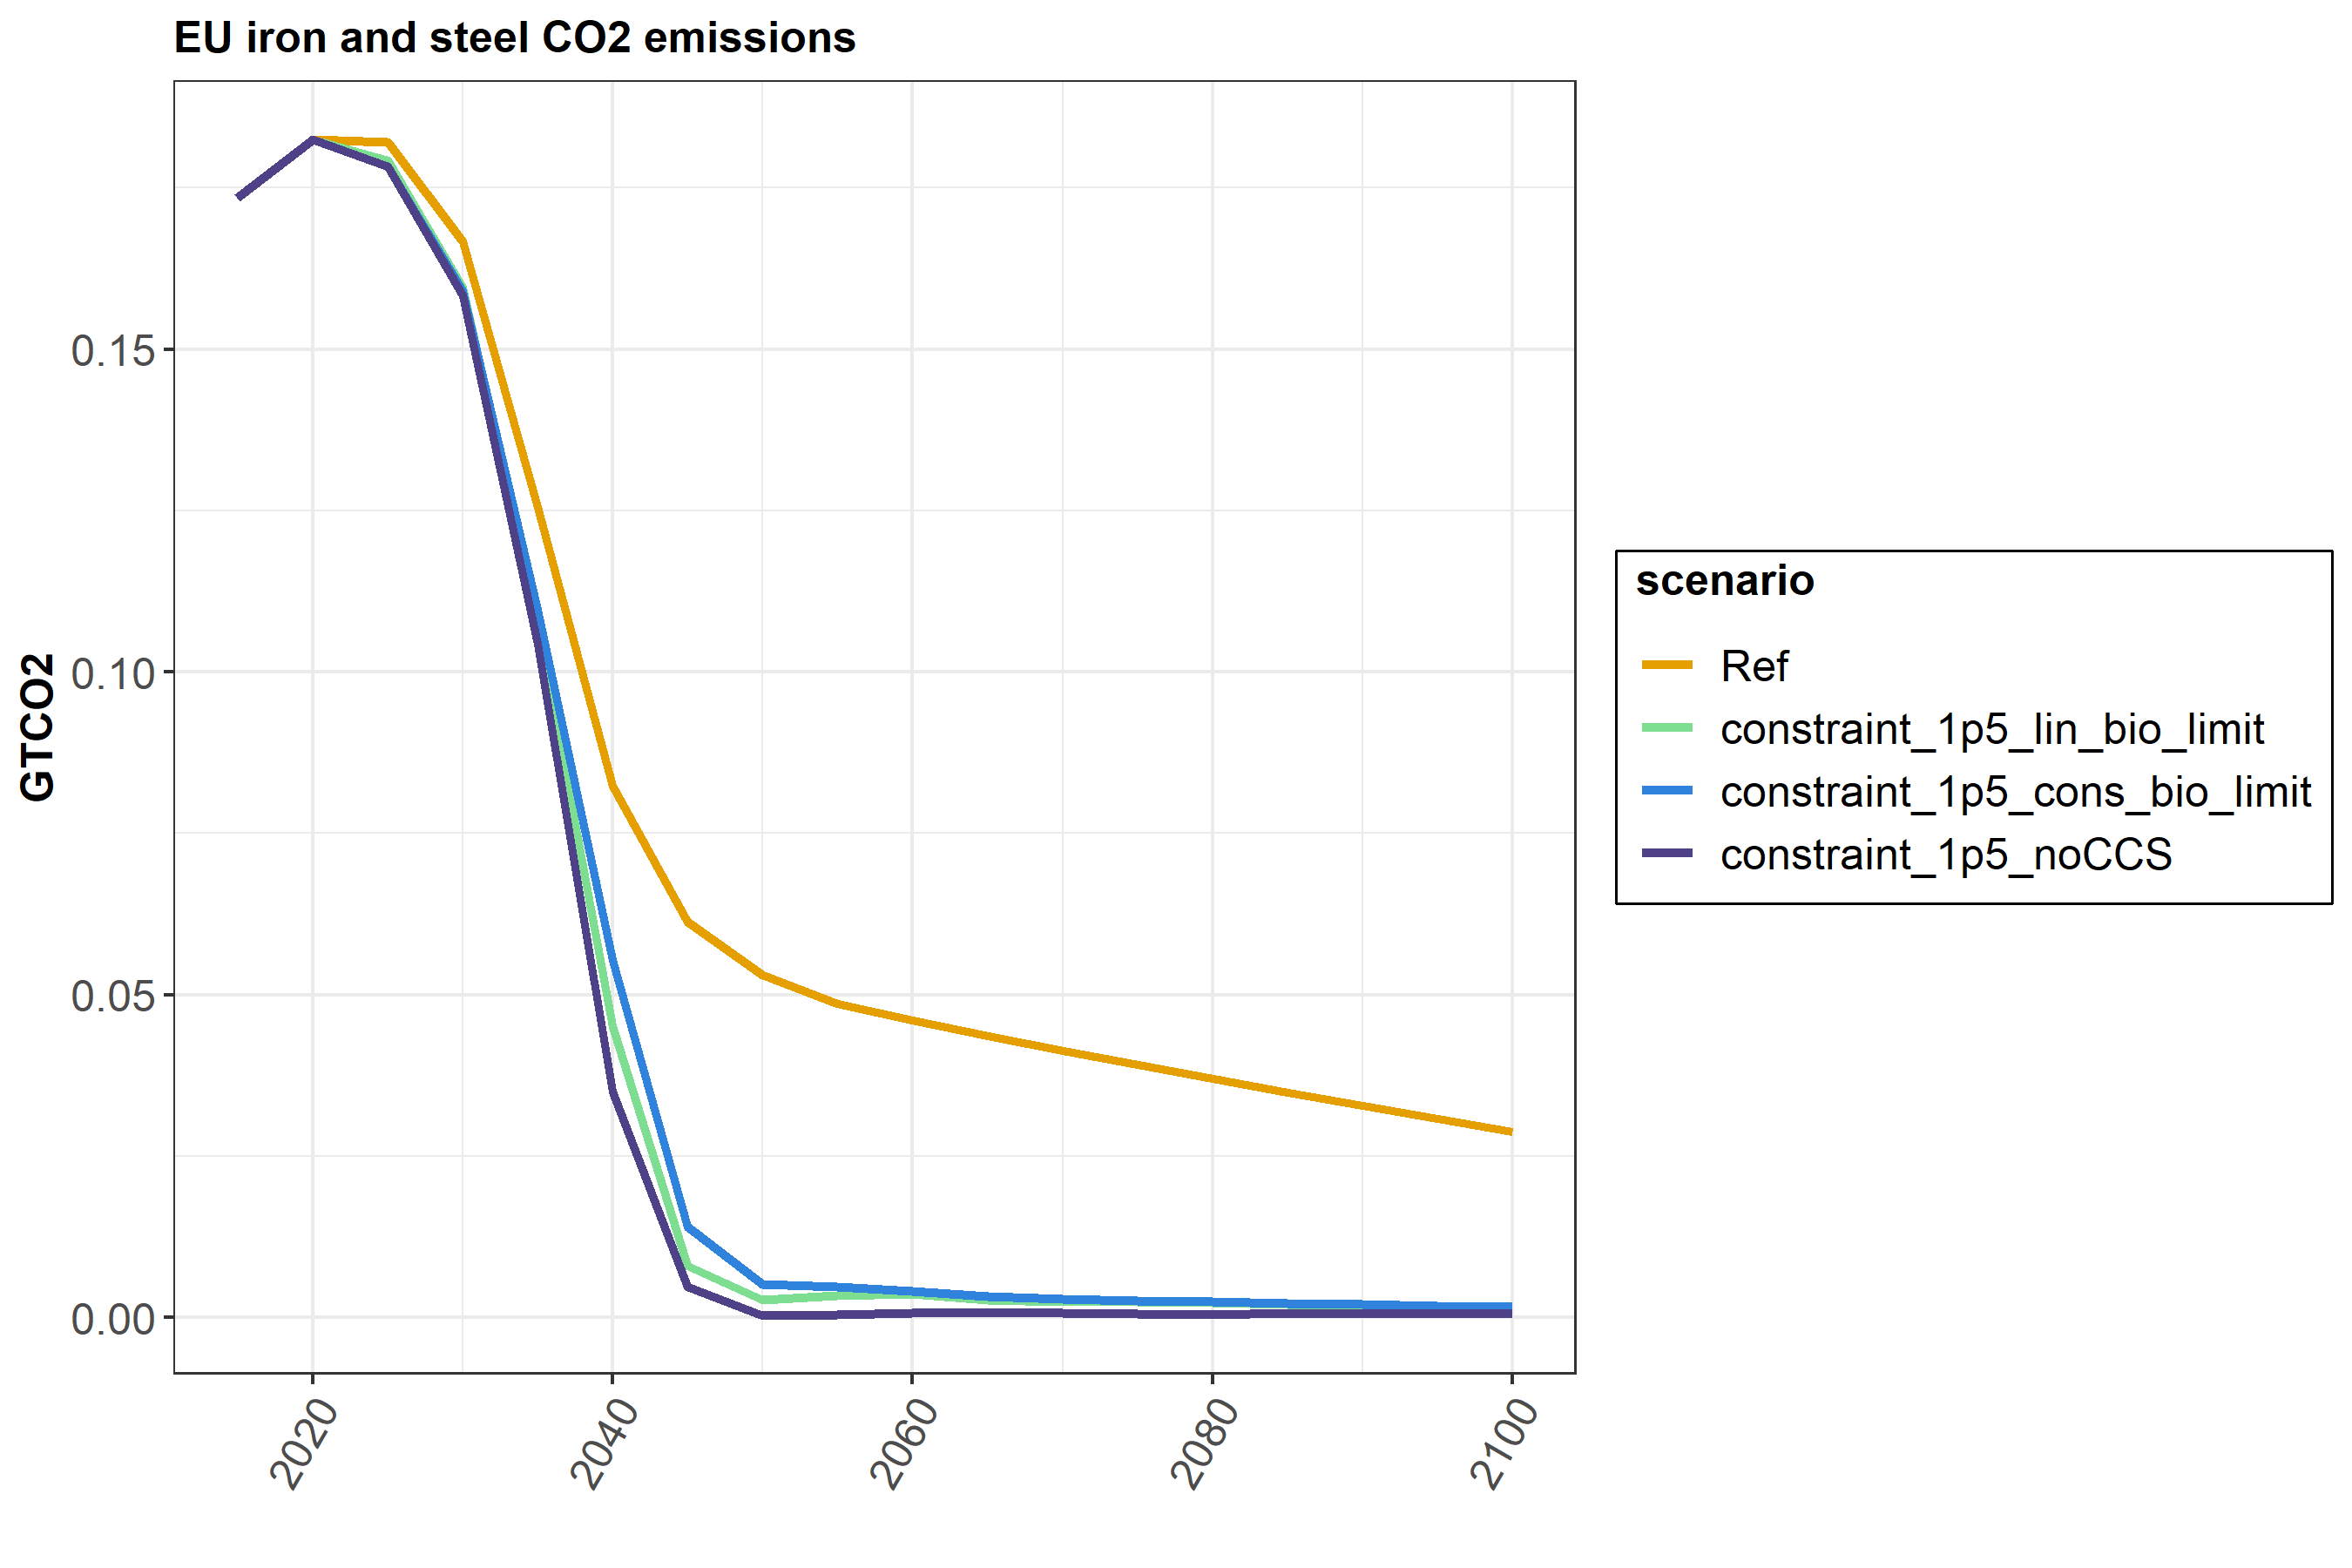 EU iron and steel CO2 emissions
GTCO2
0.15
0.10
0.05
0.00
2020
2040
2060
2080
2100
scenario
Ref
constraint_1p5_lin_bio_limit
constraint_1p5_cons_bio_limit
constraint_1p5_noCCS